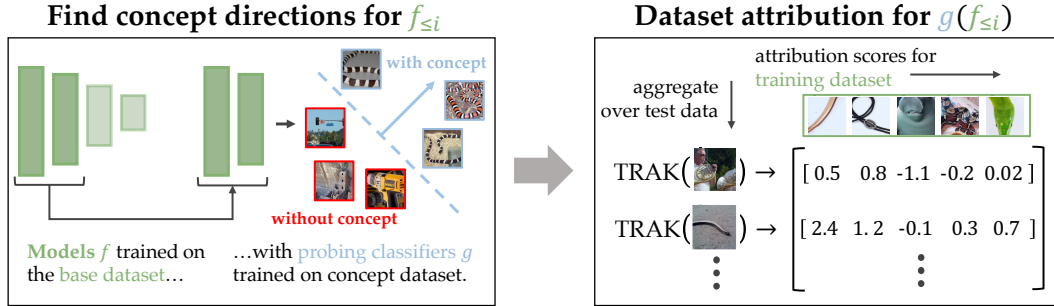 Find concept directions for f≤i
with concept
without concept
Models f trained on
the base dataset…
…with probing classifiers g
trained on concept dataset.
Dataset attribution for g(f≤i)
attribution scores for
training dataset
aggregate
over test data
TRAK( ) → [ 0.5 0.8 -1.1 -0.2 0.02 ]
TRAK( ) → [ 2.4 1.2 -0.1 0.3 0.7 ]